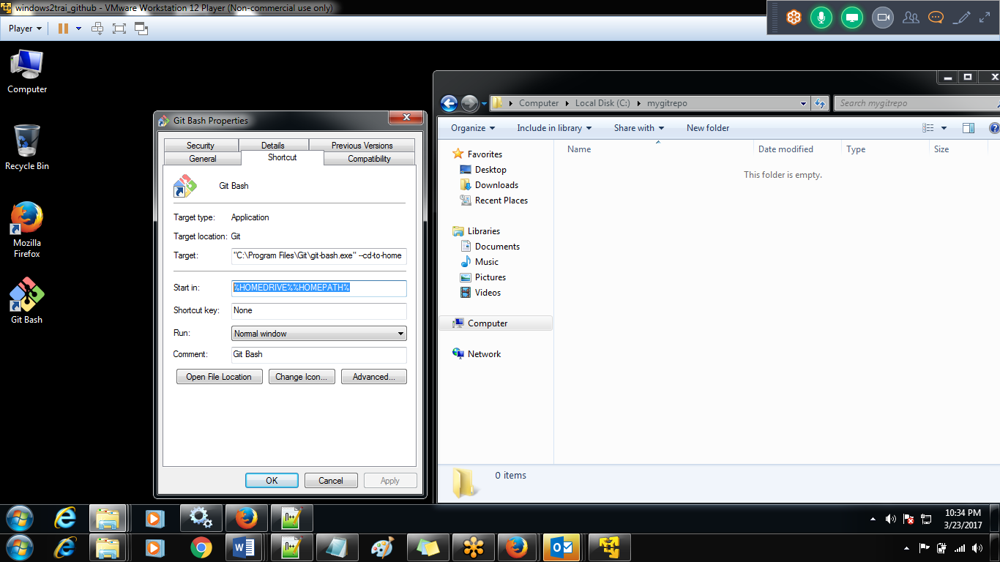 windows2trai_github - VMware Workstation 12 Player (Non-commercial use only)
Player
Computer
Recycle Bin
Mozilla
Firefox
Git Bash
Git Bash Properties
Security
Details
Previous Versions
General
Shortcut
Compatibility
Git Bash
Target type: Application
Target location: Git
Target: "C:\Program Files\Git\git-bash.exe" --cd-to-home
Start in: %HOMEDRIVE%%HOMEPATH%
Shortcut key: None
Run: Normal window
Comment: Git Bash
Open File Location
Change Icon...
Advanced...
OK
Cancel
Apply
Computer
Local Disk (C:)
mygitrepo
Search mygitrepo
Organize
Include in library
Share with
New folder
Favorites
Desktop
Downloads
Recent Places
Libraries
Documents
Music
Pictures
Videos
Computer
Network
Name
Date modified
Type
Size
This folder is empty.
0 items
10:34 PM
3/23/2017